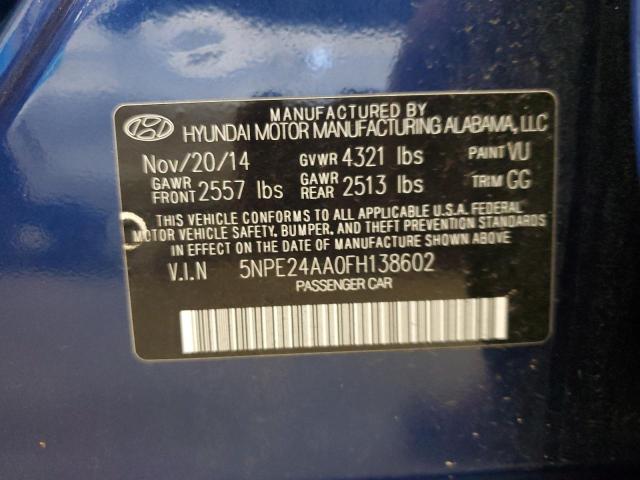 MANUFACTURED BY
HYUNDAI MOTOR MANUFACTURING ALABAMA, LLC
Nov/20/14 GVWR 4321 lbs PAINT VU
GAWR FRONT 2557 lbs GAWR REAR 2513 lbs TRIM GG
THIS VEHICLE CONFORMS TO ALL APPLICABLE U.S.A. FEDERAL
MOTOR VEHICLE SAFETY, BUMPER, AND THEFT PREVENTION STANDARDS
IN EFFECT ON THE DATE OF MANUFACTURE SHOWN ABOVE.
V.I.N 5NPE24AA0FH138602
PASSENGER CAR